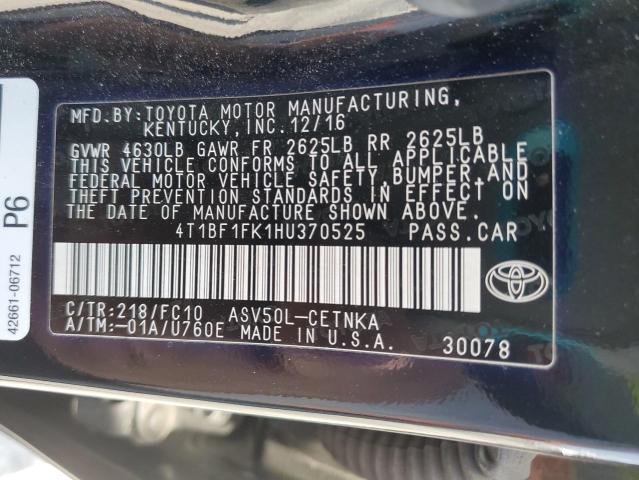 MFD.BY:TOYOTA MOTOR MANUFACTURING,
KENTUCKY,INC.12/16
GVWR 4630LB GAWR FR 2625LB RR 2625LB
THIS VEHICLE CONFORMS TO ALL APPLICABLE
FEDERAL MOTOR VEHICLE SAFETY,BUMPER,AND
THEFT PREVENTION STANDARDS IN EFFECT ON
THE DATE OF MANUFACTURE SHOWN ABOVE.
4T1BF1FK1HU370525 PASS.CAR
C/TR:218/FC10 ASV50L-CETNKA
A/TM:-01A/U760E MADE IN U.S.A. 30078
P6
42661-06712